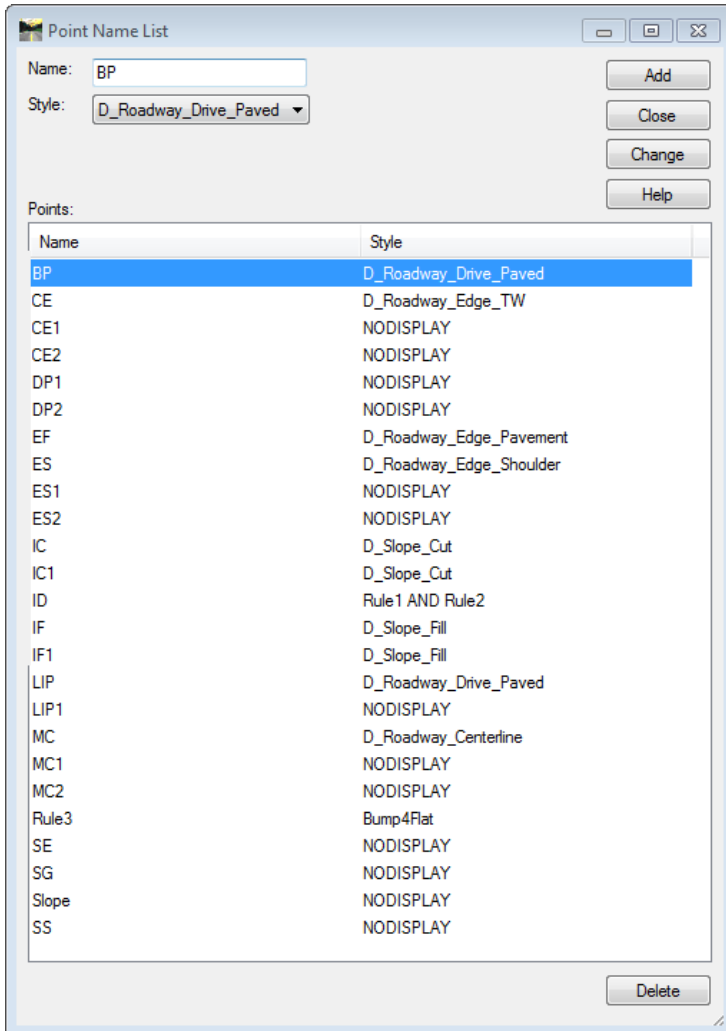 Point Name List
Name: BP Add
Style: D_Roadway_Drive_Paved Close
Change
Help
Points:
Name Style
BP D_Roadway_Drive_Paved
CE D_Roadway_Edge_TW
CE1 NODISPLAY
CE2 NODISPLAY
DP1 NODISPLAY
DP2 NODISPLAY
EF D_Roadway_Edge_Pavement
ES D_Roadway_Edge_Shoulder
ES1 NODISPLAY
ES2 NODISPLAY
IC D_Slope_Cut
IC1 D_Slope_Cut
ID Rule1 AND Rule2
IF D_Slope_Fill
IF1 D_Slope_Fill
LIP D_Roadway_Drive_Paved
LIP1 NODISPLAY
MC D_Roadway_Centerline
MC1 NODISPLAY
MC2 NODISPLAY
Rule3 Bump4Flat
SE NODISPLAY
SG NODISPLAY
Slope NODISPLAY
SS NODISPLAY
Delete